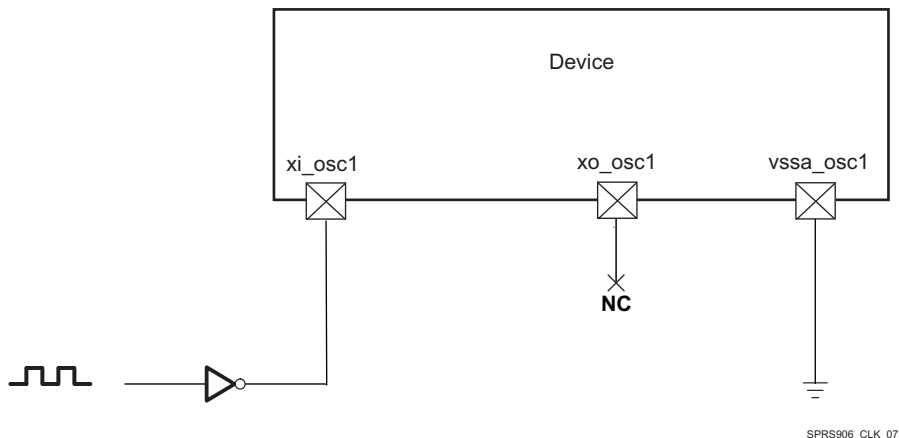 Device
xi_osc1
xo_osc1
vssa_osc1
NC
SPRS906_CLK_07